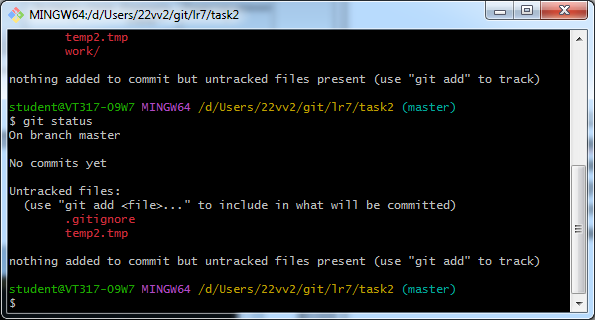 MINGW64:/d/Users/22vv2/git/lr7/task2
temp2.tmp
work/
nothing added to commit but untracked files present (use "git add" to track)
student@VT317-09W7 MINGW64 /d/Users/22vv2/git/lr7/task2 (master)
$ git status
On branch master
No commits yet
Untracked files:
(use "git add <file>..." to include in what will be committed)
.gitignore
temp2.tmp
nothing added to commit but untracked files present (use "git add" to track)
student@VT317-09W7 MINGW64 /d/Users/22vv2/git/lr7/task2 (master)
$